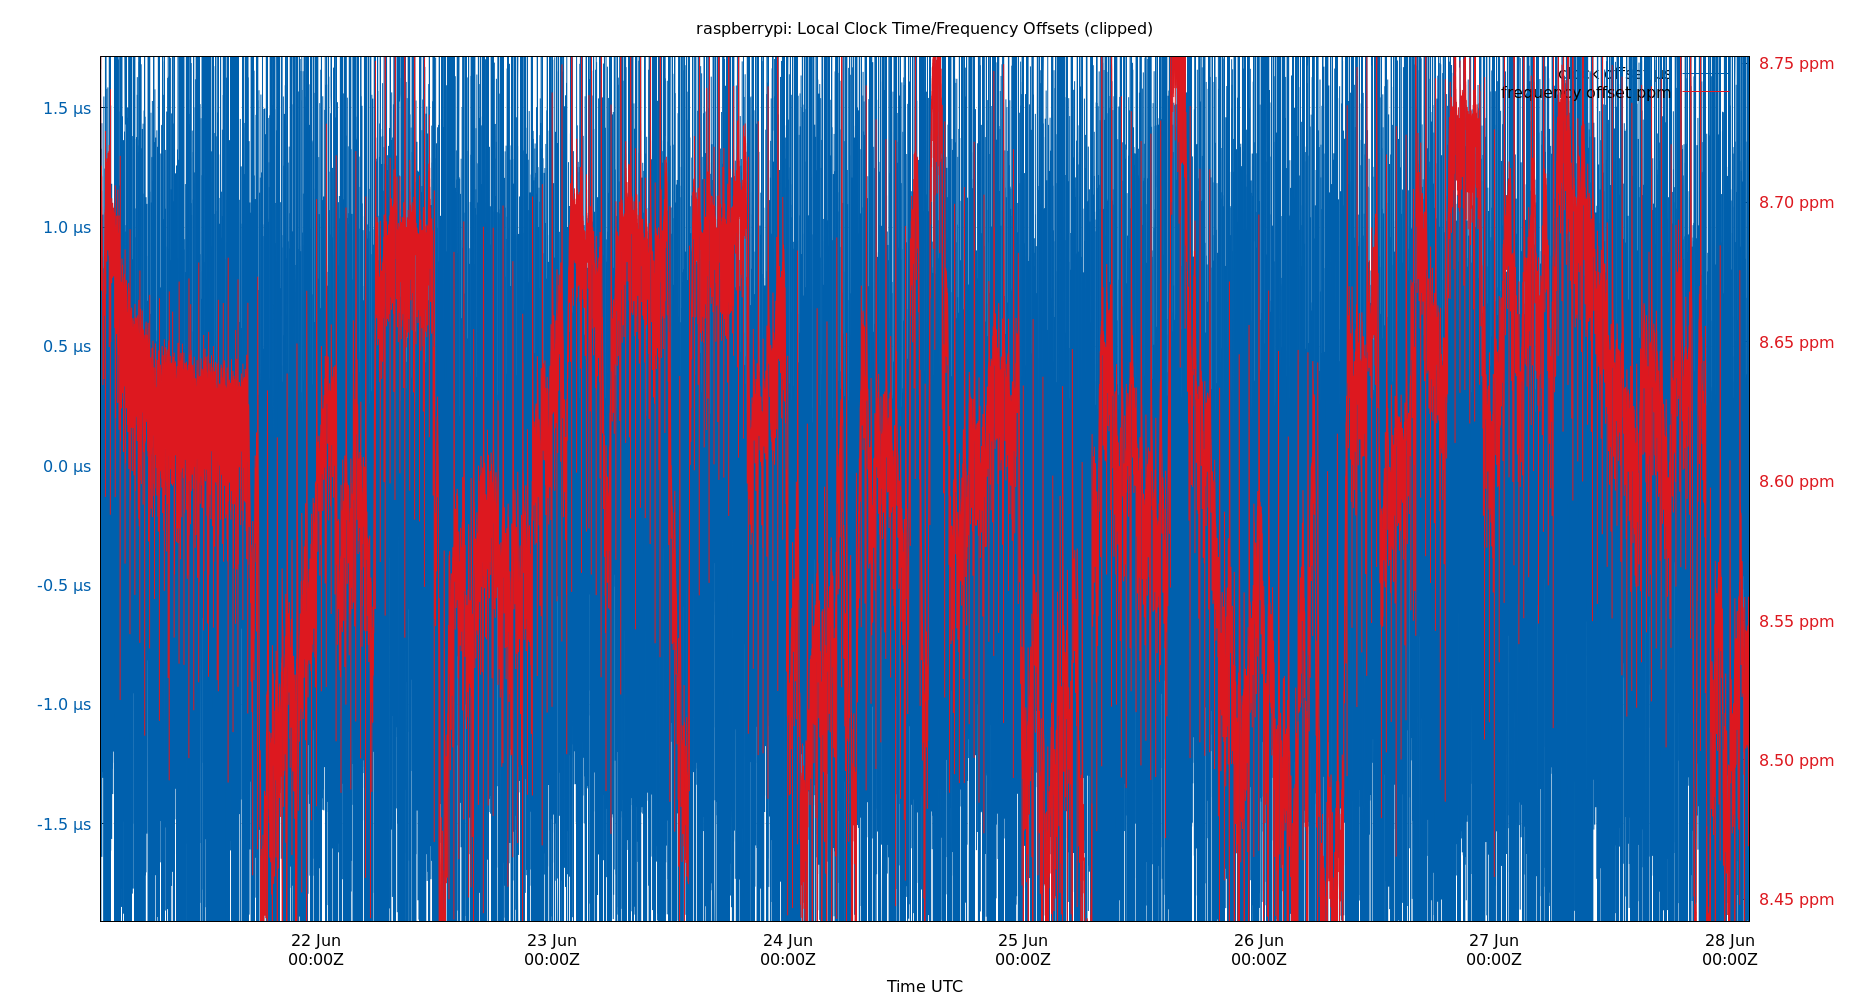 raspberrypi: Local Clock Time/Frequency Offsets (clipped)
clock offset µs
frequency offset ppm
1.5 µs
1.0 µs
0.5 µs
0.0 µs
-0.5 µs
-1.0 µs
-1.5 µs
8.75 ppm
8.70 ppm
8.65 ppm
8.60 ppm
8.55 ppm
8.50 ppm
8.45 ppm
22 Jun 23 Jun 24 Jun 25 Jun 26 Jun 27 Jun 28 Jun
00:00Z 00:00Z 00:00Z 00:00Z 00:00Z 00:00Z 00:00Z
Time UTC